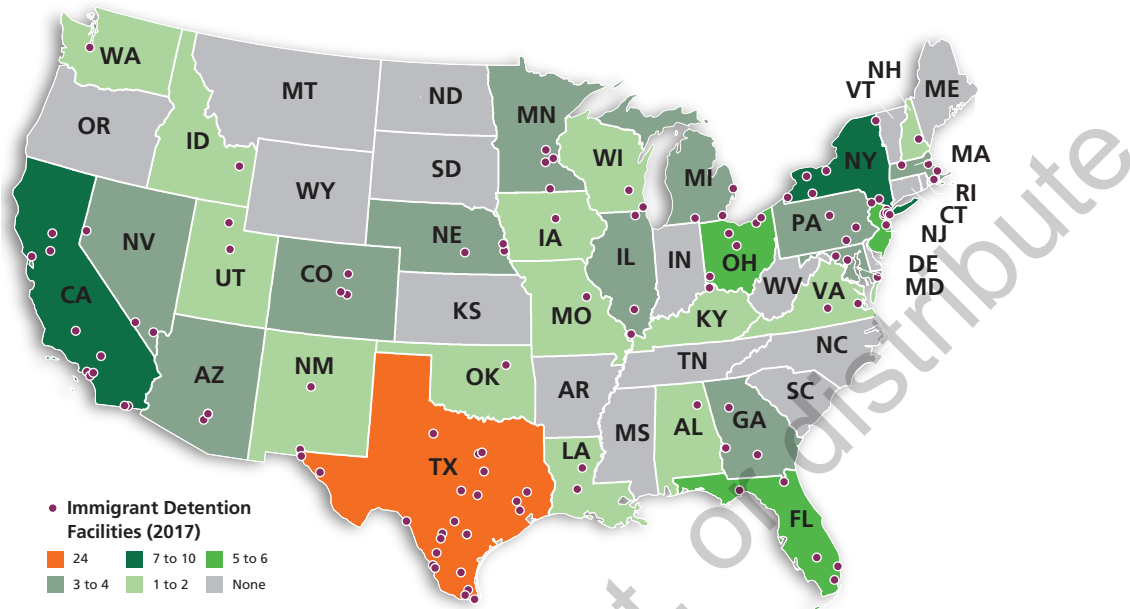 WA
MT
ND
MN
OR
ID
SD
WI
WY
MI
NH
VT
ME
NY
MA
RI
CT
NJ
DE
MD
NV
UT
CO
NE
IA
IL
IN
OH
PA
CA
KS
MO
KY
WV
VA
AZ
NM
OK
AR
TN
NC
SC
TX
LA
MS
AL
GA
FL
Immigrant Detention
Facilities (2017)
24 7 to 10 5 to 6
3 to 4 1 to 2 None
or distribute